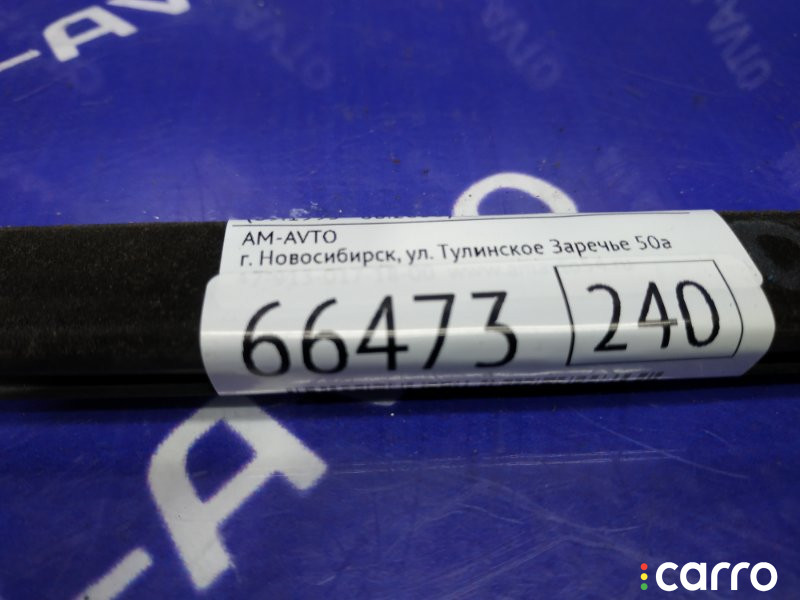 AM-AVTO
г. Новосибирск, ул. Тулинское Заречье 50а
66473
240
carro